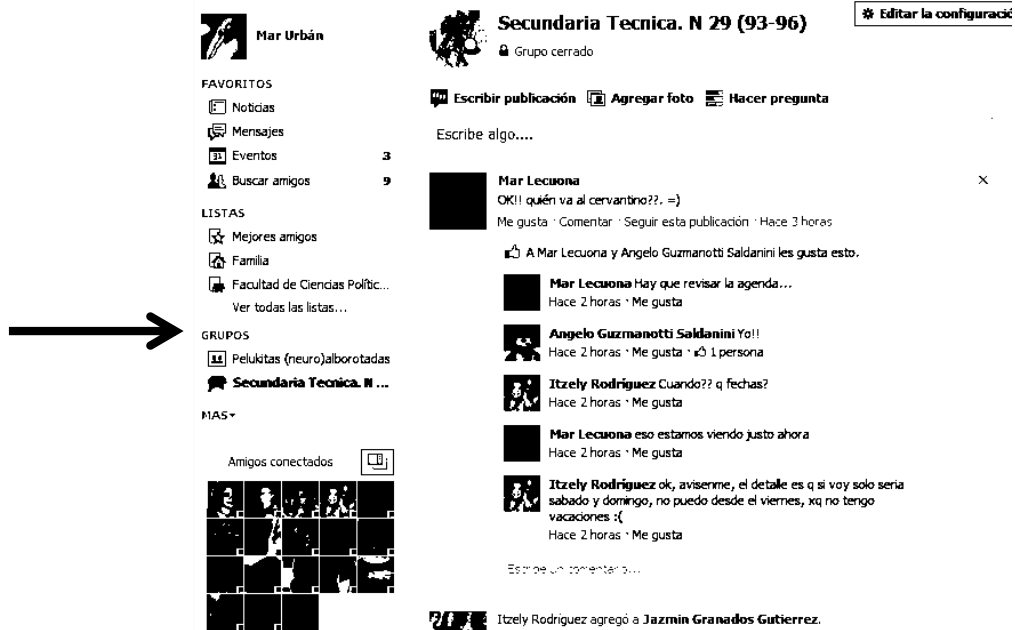 Mar Urbán
FAVORITOS
Noticias
Mensajes
Eventos 3
Buscar amigos 9
LISTAS
Mejores amigos
Familia
Facultad de Ciencias Polític...
Ver todas las listas...
GRUPOS
Pelukitas (neuro)alborotadas
Secundaria Tecnica. N ...
MÁS
Amigos conectados
Secundaria Tecnica. N 29 (93-96)
Grupo cerrado
Editar la configuració
Escribir publicación Agregar foto Hacer pregunta
Escribe algo....
Mar Lecuona
OK!! quién va al cervantino??. =)
Me gusta · Comentar · Seguir esta publicación · Hace 3 horas
A Mar Lecuona y Angelo Guzmanotti Saldanini les gusta esto.
Mar Lecuona Hay que revisar la agenda...
Hace 2 horas · Me gusta
Angelo Guzmanotti Saldanini Yo!!
Hace 2 horas · Me gusta · 1 persona
Itzely Rodríguez Cuando?? q fechas?
Hace 2 horas · Me gusta
Mar Lecuona eso estamos viendo justo ahora
Hace 2 horas · Me gusta
Itzely Rodríguez ok, avisenme, el detalle es q si voy solo seria
sabado y domingo, no puedo desde el viernes, xq no tengo
vacaciones :(
Hace 2 horas · Me gusta
Escribe un comentario...
Itzely Rodríguez agregó a Jazmin Granados Gutierrez.